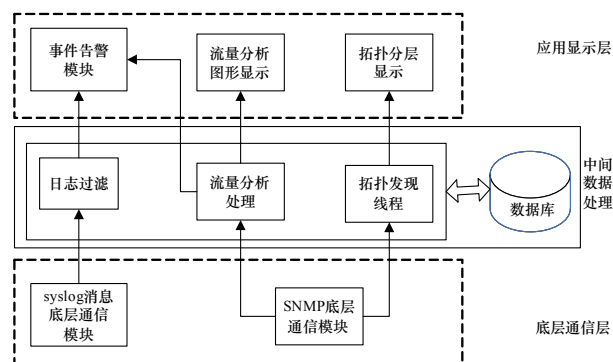 事件告警
模块
流量分析
图形显示
拓扑分层
显示
应用显示层
日志过滤
流量分析
处理
拓扑发现
线程
数据库
中间
数据
处理
syslog消息
底层通信
模块
SNMP底层
通信模块
底层通信层